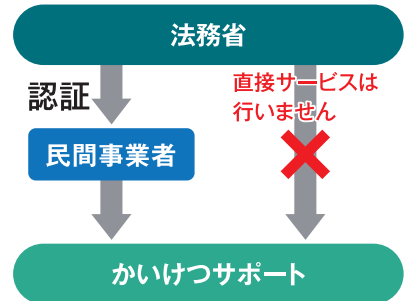 法務省
認証
直接サービスは
行いません
民間事業者
かいけつサポート